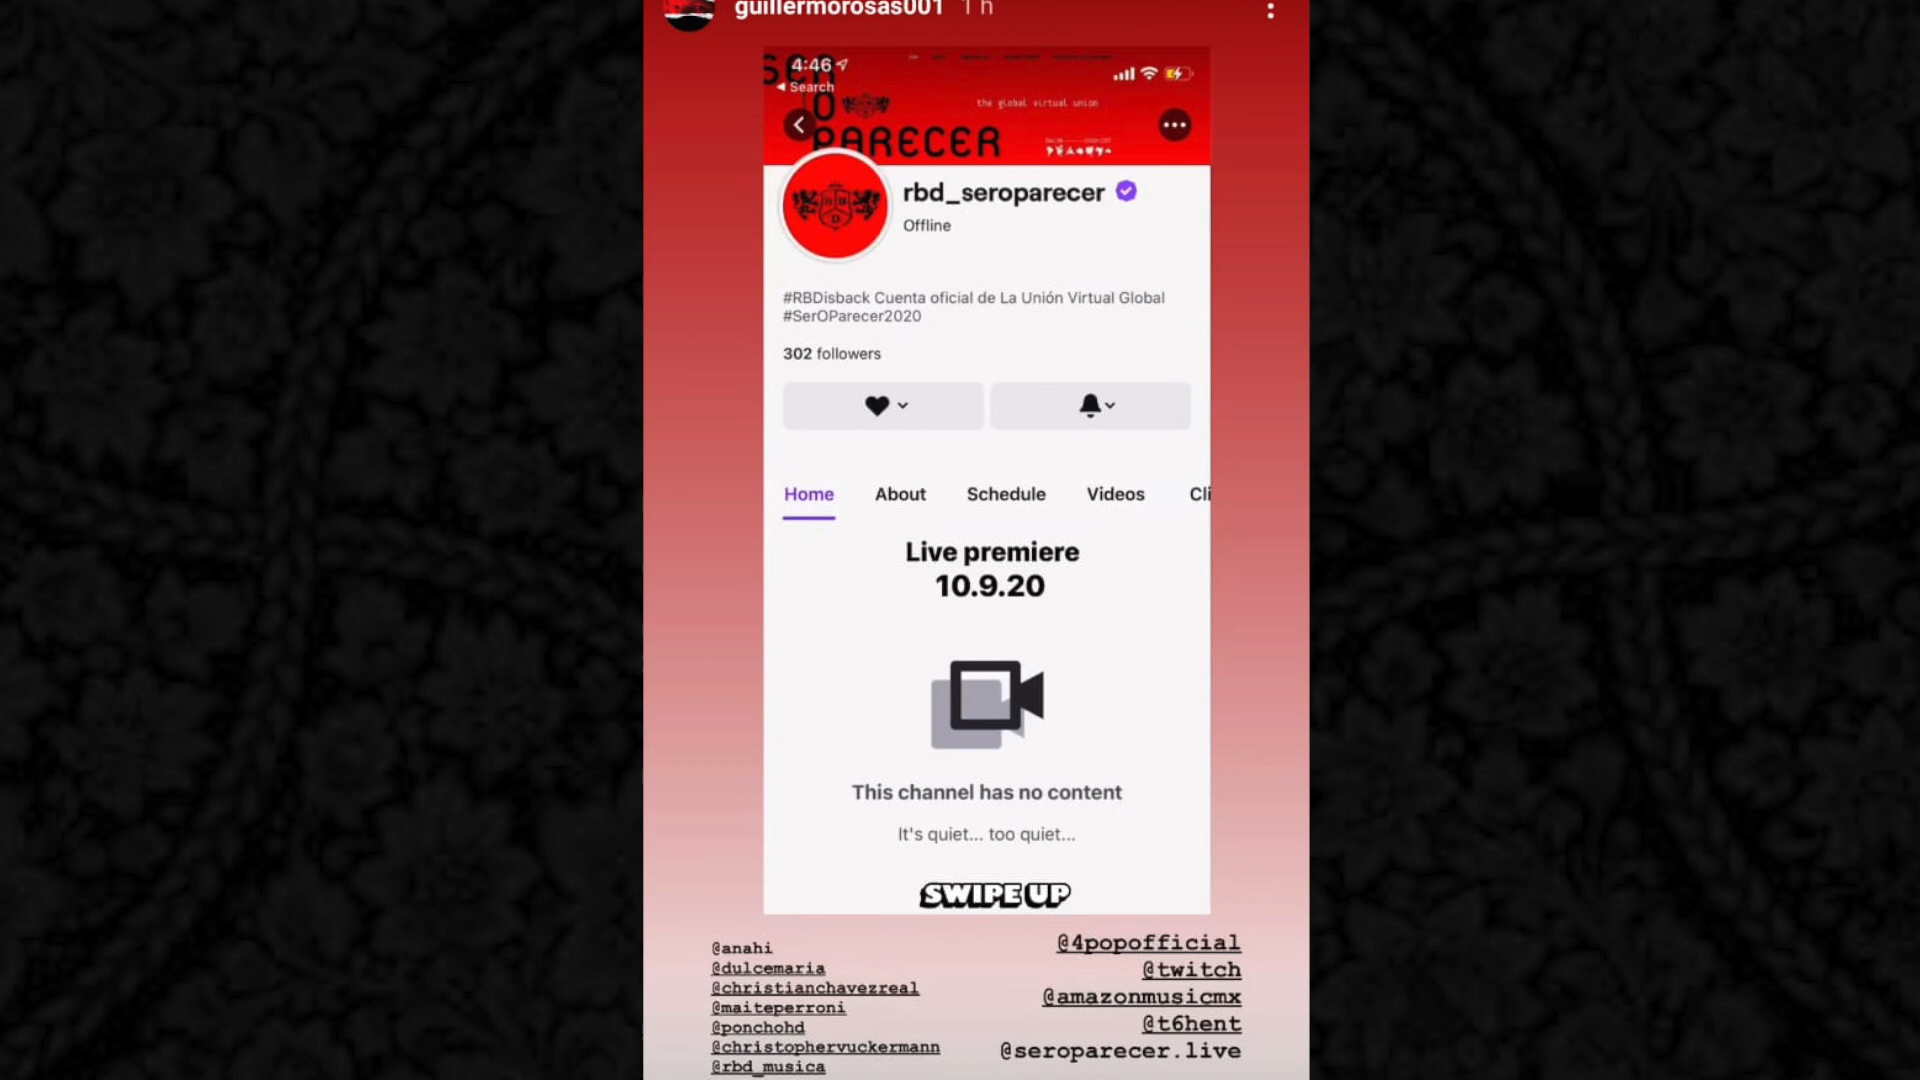 guillermorosas001 1 h
4:46
Search
SER
O
PARECER
the global virtual union
rbd_seroparecer
Offline
#RBDisback Cuenta oficial de La Unión Virtual Global
#SerOParecer2020
302 followers
Home About Schedule Videos Cli
Live premiere
10.9.20
This channel has no content
It's quiet... too quiet...
SWIPE UP
@anahi
@dulcemaria
@christianchavezreal
@maiteperroni
@ponchohd
@christophervuckermann
@rbd_musica
@4popofficial
@twitch
@amazonmusicmx
@t6hent
@seroparecer.live